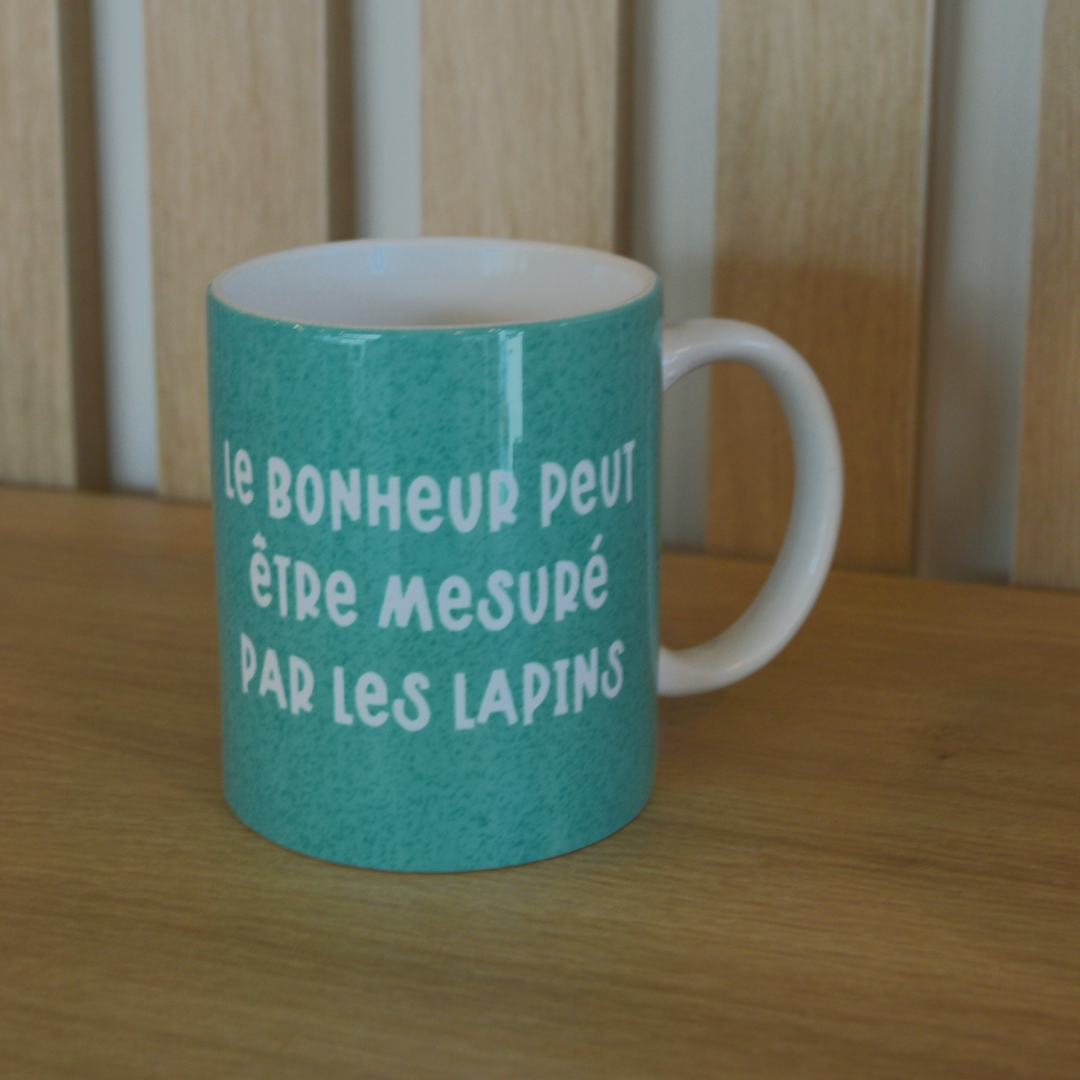 Le BONHeUR PeUT
êTRe MeSURé
PAR LeS LAPINS